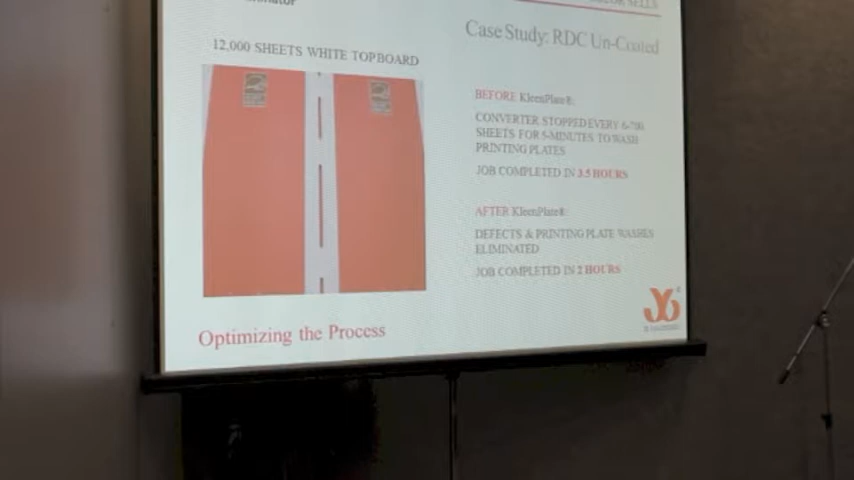 Case Study: RDC Un-Coated
12,000 SHEETS WHITE TOPBOARD
BEFORE KleenPlate®:
CONVERTER STOPPED EVERY 6-700
SHEETS FOR 5-MINUTES TO WASH
PRINTING PLATES
JOB COMPLETED IN 3.5 HOURS
AFTER KleenPlate®:
DEFECTS & PRINTING PLATE WASHES
ELIMINATED
JOB COMPLETED IN 2 HOURS
Optimizing the Process